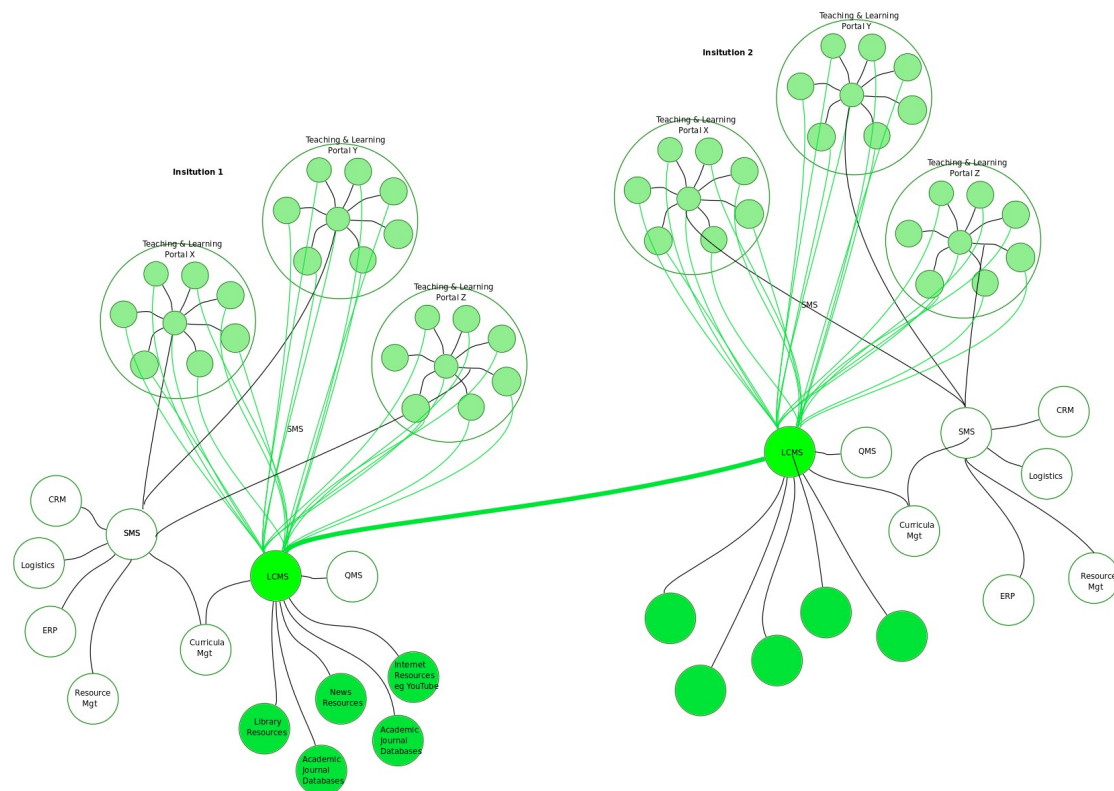 Teaching & Learning
Portal Y
Insitution 2
Teaching & Learning
Portal X
Teaching & Learning
Portal Y
Teaching & Learning
Portal Z
Insitution 1
Teaching & Learning
Portal X
Teaching & Learning
Portal Z
SMS
SMS
CRM
SMS
LCMS
QMS
Logistics
CRM
SMS
Curricula
Mgt
Logistics
LCMS
QMS
Resource
Mgt
ERP
ERP
Curricula
Mgt
Internet
Resources
eg YouTube
Resource
Mgt
News
Resources
Library
Resources
Academic
Journal
Databases
Academic
Journal
Databases